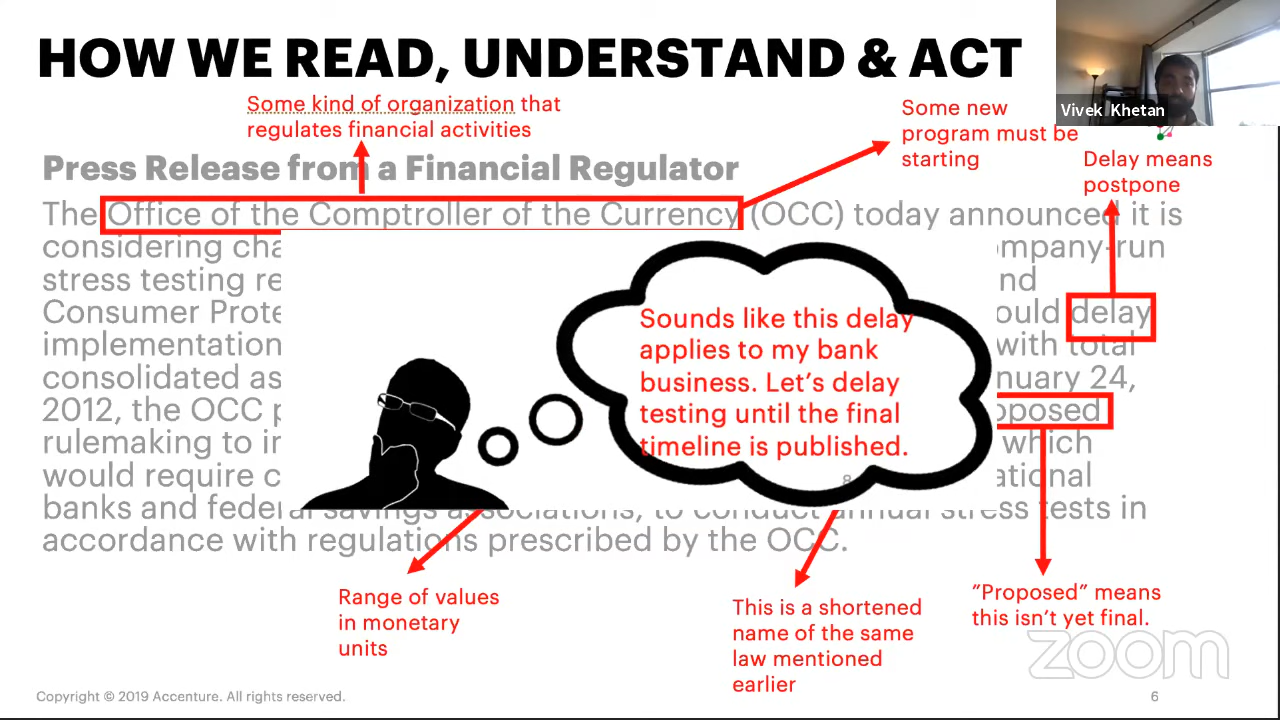 HOW WE READ, UNDERSTAND & ACT
Vivek Khetan
Some kind of organization that
regulates financial activities
Some new
program must be
starting
Delay means
postpone
Press Release from a Financial Regulator
The Office of the Comptroller of the Currency (OCC) today announced it is
considering cha mpany-run
stress testing re nd
Consumer Prote ould delay
implementation with total
consolidated as nuary 24,
2012, the OCC p oposed
rulemaking to in which
would require c ational
banks and federal savings associations, to conduct annual stress tests in
accordance with regulations prescribed by the OCC.
Sounds like this delay
applies to my bank
business. Let's delay
testing until the final
timeline is published.
8
Range of values
in monetary
units
This is a shortened
name of the same
law mentioned
earlier
”Proposed” means
this isn’t yet final.
zoom
Copyright © 2019 Accenture. All rights reserved.
6